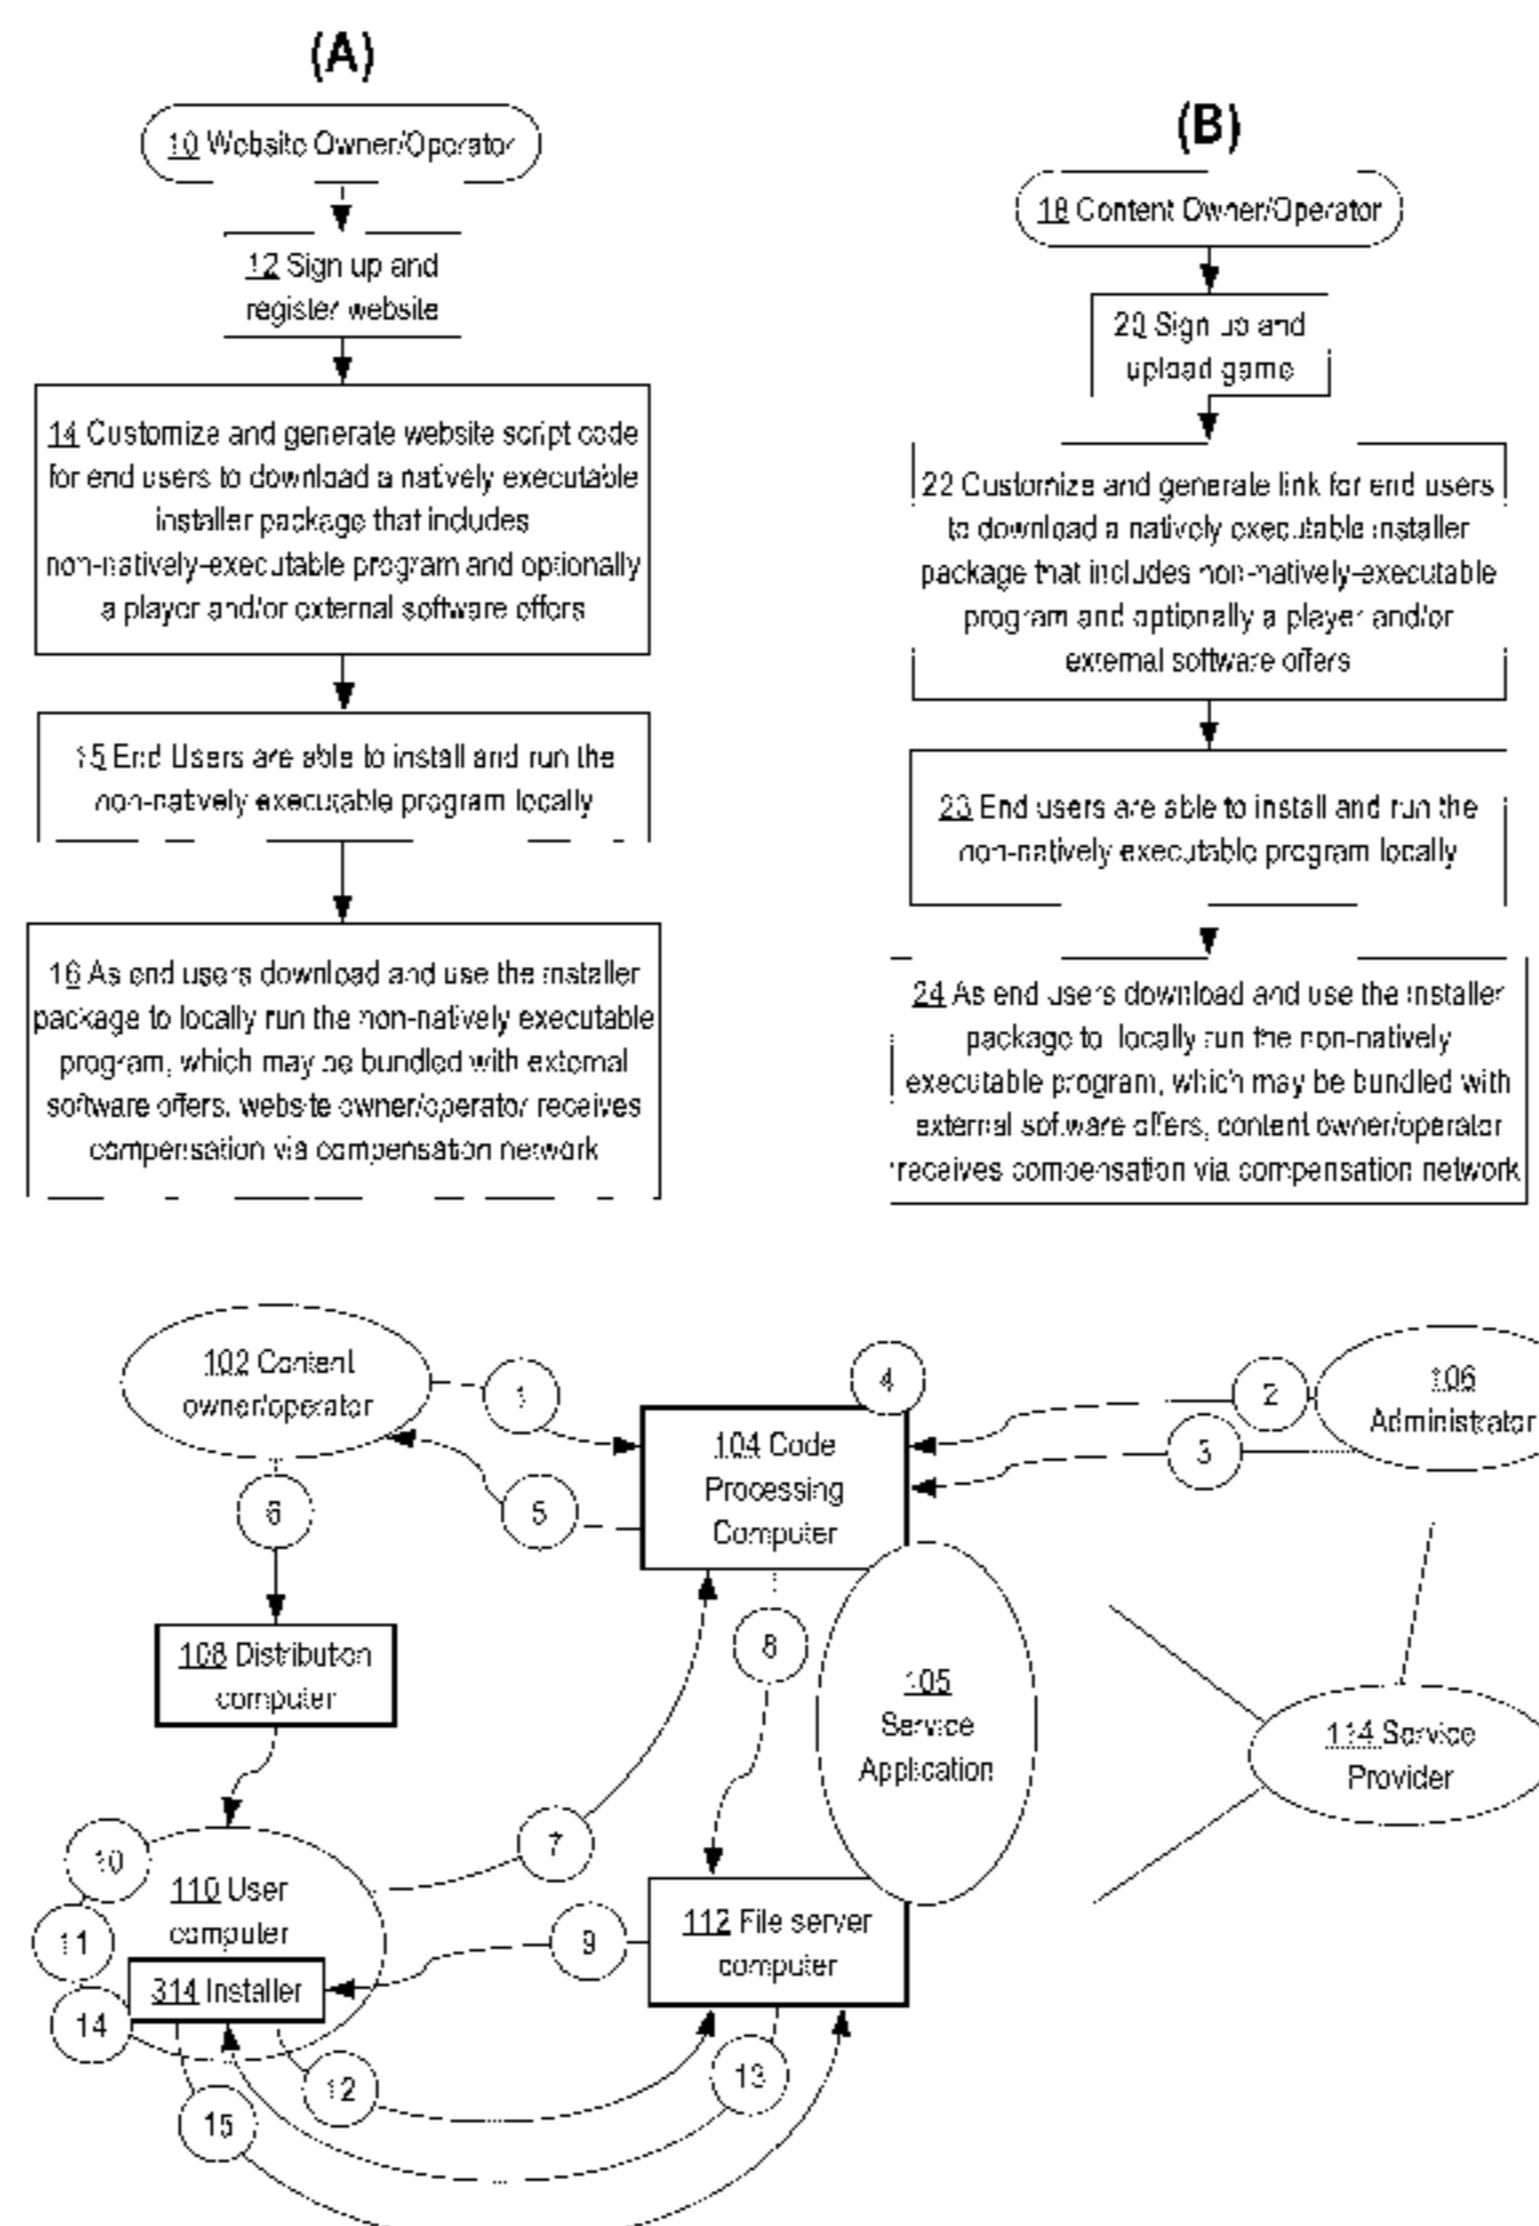 (A)
10 Website Owner/Operator
12 Sign up and
register website
14 Customize and generate website script code
for end users to download a natively executable
installer package that includes
non-natively-executable program and optionally
a player and/or external software offers
15 End Users are able to install and run the
non-natively executable program locally
16 As end users download and use the installer
package to locally run the non-natively executable
program, which may be bundled with external
software offers, website owner/operator receives
compensation via compensation network
(B)
18 Content Owner/Operator
20 Sign up and
upload game
22 Customize and generate link for end users
to download a natively executable installer
package that includes non-natively-executable
program and optionally a player and/or
external software offers
23 End users are able to install and run the
non-natively executable program locally
24 As end users download and use the installer
package to locally run the non-natively
executable program, which may be bundled with
external software offers, content owner/operator
receives compensation via compensation network
102 Content
owner/operator
1
4
2
106
Administrator
3
104 Code
Processing
Computer
5
6
108 Distribution
computer
8
105
Service
Application
114 Service
Provider
7
10
110 User
computer
11
9
112 File server
computer
314 Installer
14
12
13
15